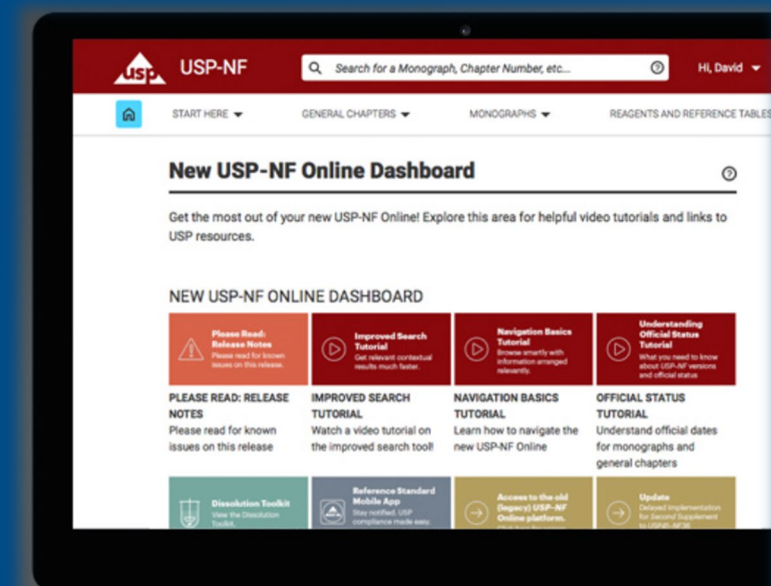 usp
USP-NF
Search for a Monograph, Chapter Number, etc...
Hi, David
START HERE
GENERAL CHAPTERS
MONOGRAPHS
REAGENTS AND REFERENCE TABLES
New USP-NF Online Dashboard
Get the most out of your new USP-NF Online! Explore this area for helpful video tutorials and links to
USP resources.
NEW USP-NF ONLINE DASHBOARD
Please Read:
Release Notes
Please read for known
issues on this release.
Improved Search
Tutorial
Get relevant contextual
results much faster.
Navigation Basics
Tutorial
Browse smartly with
information arranged
relevantly.
Understanding
Official Status
Tutorial
What you need to know
about USP-NF versions
and official status
PLEASE READ: RELEASE
NOTES
Please read for known
issues on this release
IMPROVED SEARCH
TUTORIAL
Watch a video tutorial on
the improved search tool!
NAVIGATION BASICS
TUTORIAL
Learn how to navigate the
new USP-NF Online
OFFICIAL STATUS
TUTORIAL
Understand official dates
for monographs and
general chapters
Dissolution Toolkit
View the Dissolution
Toolkit.
Reference Standard
Mobile App
Stay notified. USP
compliance made easy.
Access to the old
(legacy) USP-NF
Online platform.
Update
Delayed Implementation
for Second Supplement
to USP41-NF36